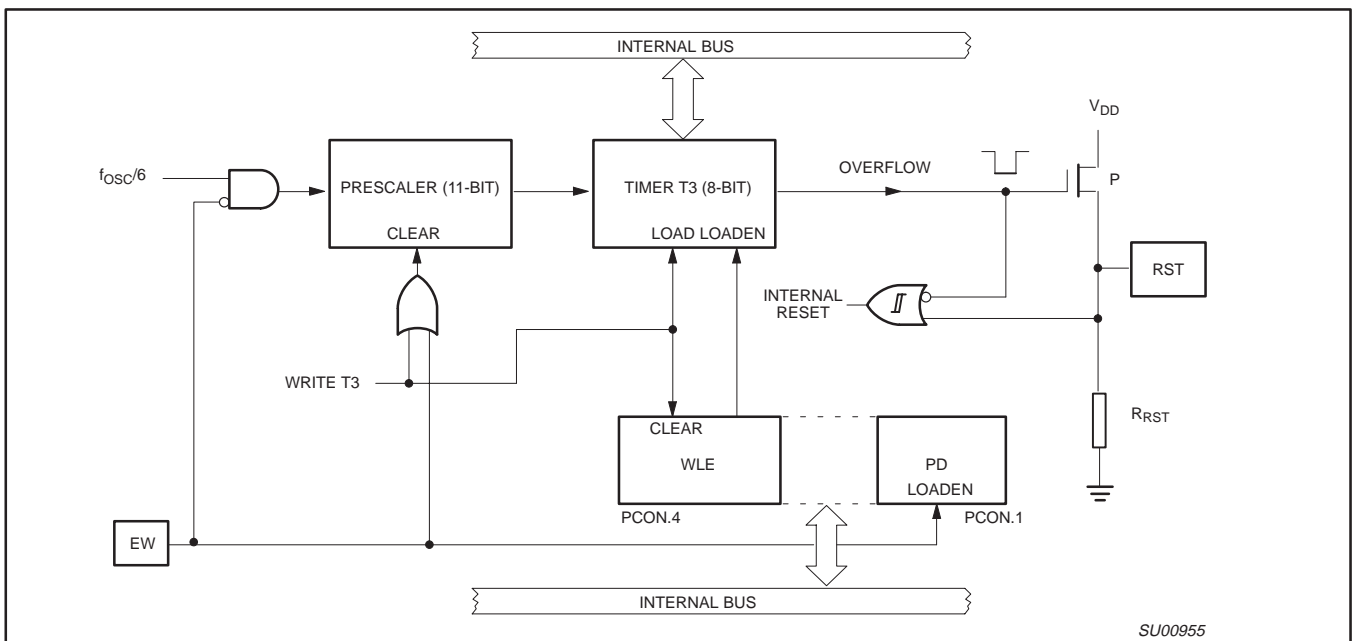 INTERNAL BUS
VDD
fOSC/6
PRESCALER (11-BIT)
CLEAR
TIMER T3 (8-BIT)
LOAD LOADEN
OVERFLOW
P
RST
INTERNAL
RESET
WRITE T3
CLEAR
WLE
PD
LOADEN
RRST
PCON.4
PCON.1
EW
INTERNAL BUS
SU00955